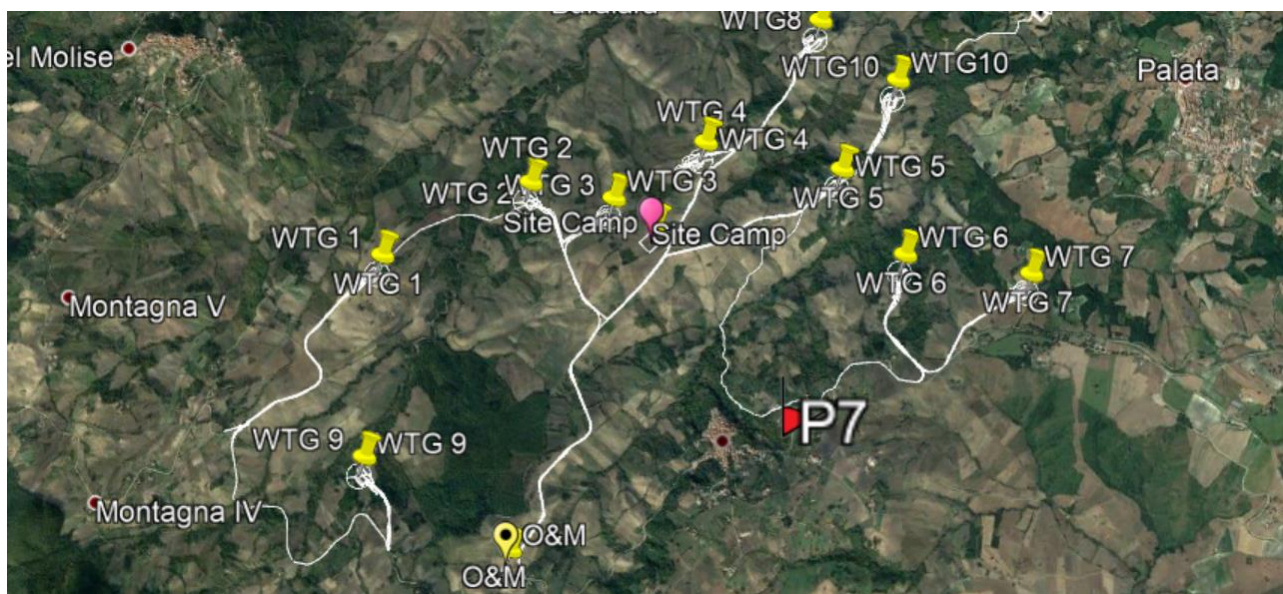 WTG8
el Molise
WTG10
WTG10
Palata
WTG 4
WTG 4
WTG 2
WTG 5
WTG 3
WTG 3
WTG 2
WTG 5
Site Camp
Site Camp
WTG 1
WTG 6
WTG 7
WTG 1
WTG 6
WTG 7
Montagna V
P7
WTG 9
WTG 9
Montagna IV
O&M
O&M